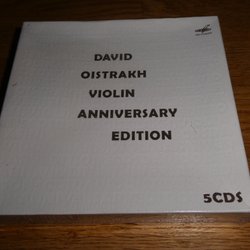 DAVID
OISTRAKH
VIOLIN
ANNIVERSARY
EDITION
5CDS